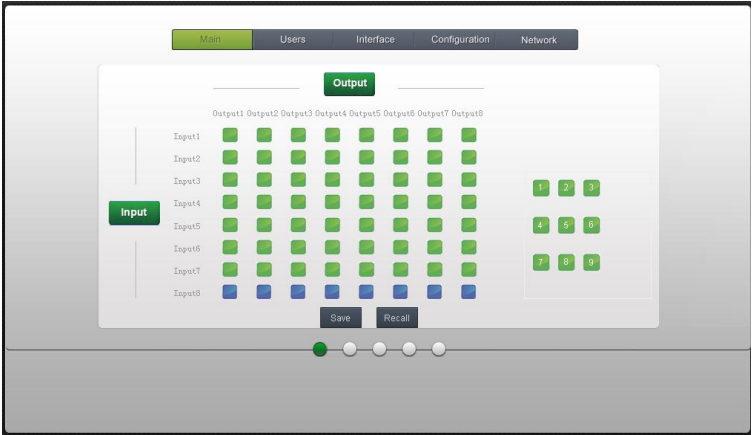 Main Users Interface Configuration Network
Output
Output1 Output2 Output3 Output4 Output5 Output6 Output7 Output8
Input1
Input2
Input3
Input4
Input
Input5
Input6
Input7
Input8
1 2 3
4 5 6
7 8 9
Save Recall